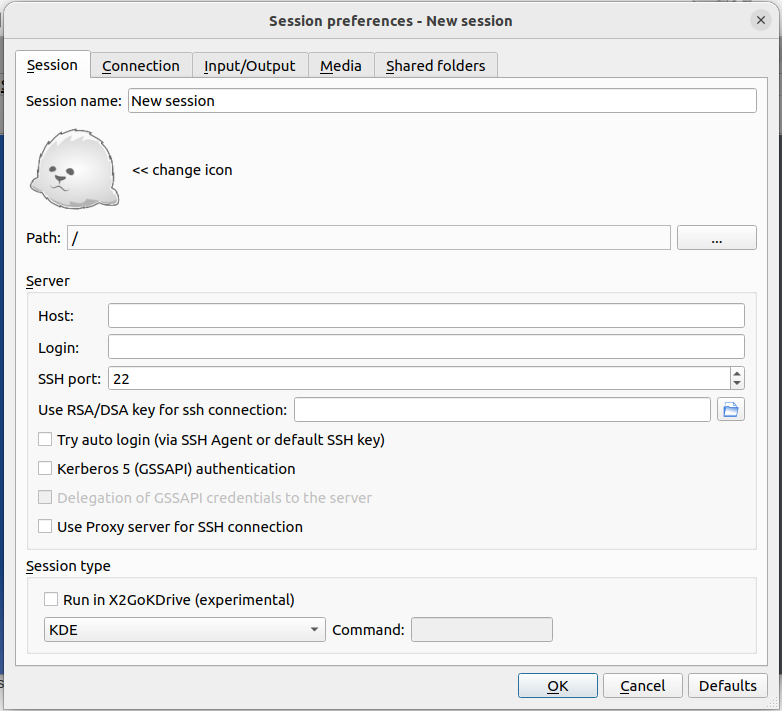 Session preferences - New session
Session Connection Input/Output Media Shared folders
Session name: New session
<< change icon
Path: / ...
Server
Host:
Login:
SSH port: 22
Use RSA/DSA key for ssh connection:
Try auto login (via SSH Agent or default SSH key)
Kerberos 5 (GSSAPI) authentication
Delegation of GSSAPI credentials to the server
Use Proxy server for SSH connection
Session type
Run in X2GoKDrive (experimental)
KDE Command:
OK Cancel Defaults